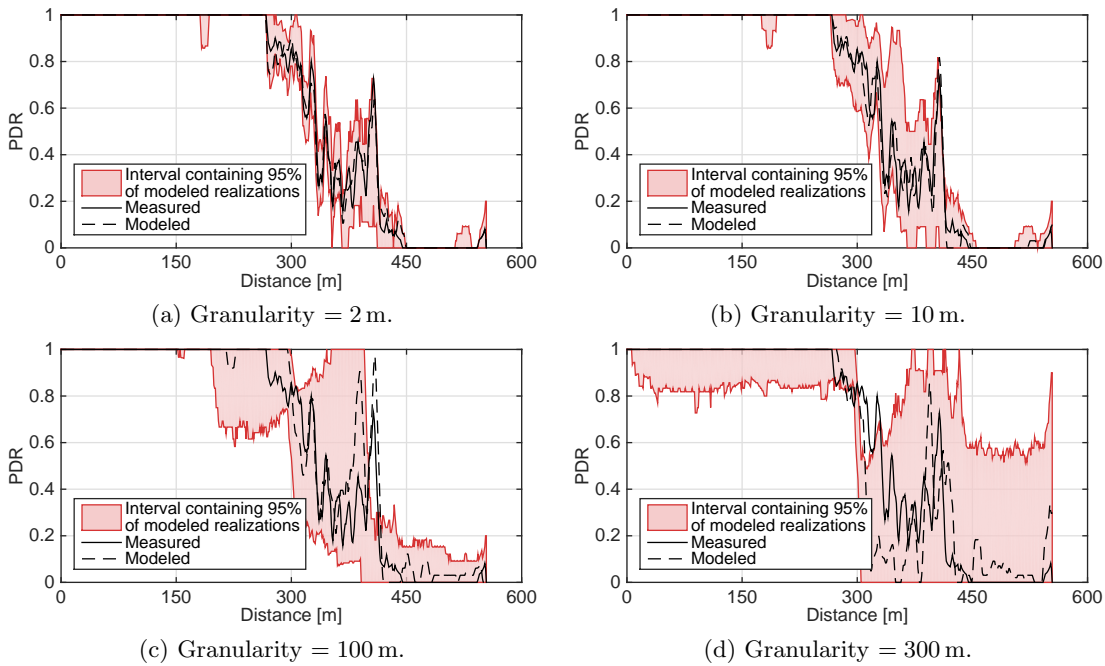 1
0.8
0.6
0.4
0.2
0
PDR
Interval containing 95%
of modeled realizations
Measured
Modeled
0 150 300 450 600
Distance [m]
(a) Granularity = 2 m.
1
0.8
0.6
0.4
0.2
0
PDR
Interval containing 95%
of modeled realizations
Measured
Modeled
0 150 300 450 600
Distance [m]
(b) Granularity = 10 m.
1
0.8
0.6
0.4
0.2
0
PDR
Interval containing 95%
of modeled realizations
Measured
Modeled
0 150 300 450 600
Distance [m]
(c) Granularity = 100 m.
1
0.8
0.6
0.4
0.2
0
PDR
Interval containing 95%
of modeled realizations
Measured
Modeled
0 150 300 450 600
Distance [m]
(d) Granularity = 300 m.